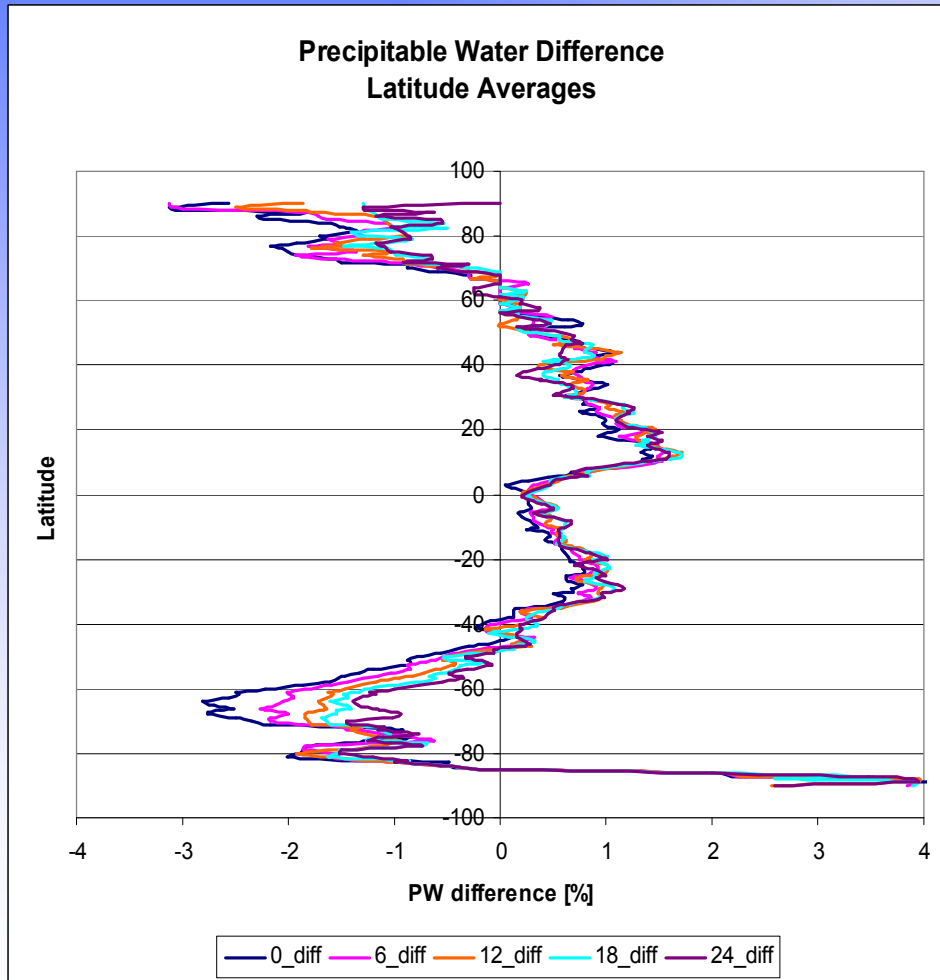 Precipitable Water Difference
Latitude Averages
100
80
60
40
20
0
-20
-40
-60
-80
-100
Latitude
-4 -3 -2 -1 0 1 2 3 4
PW difference [%]
0_diff 6_diff 12_diff 18_diff 24_diff